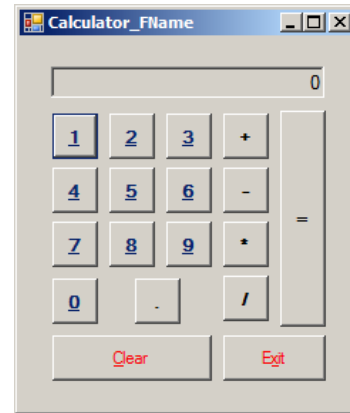 Calculator_FName
0
1 2 3 +
4 5 6 -
=
7 8 9 *
0 . /
Clear Exit